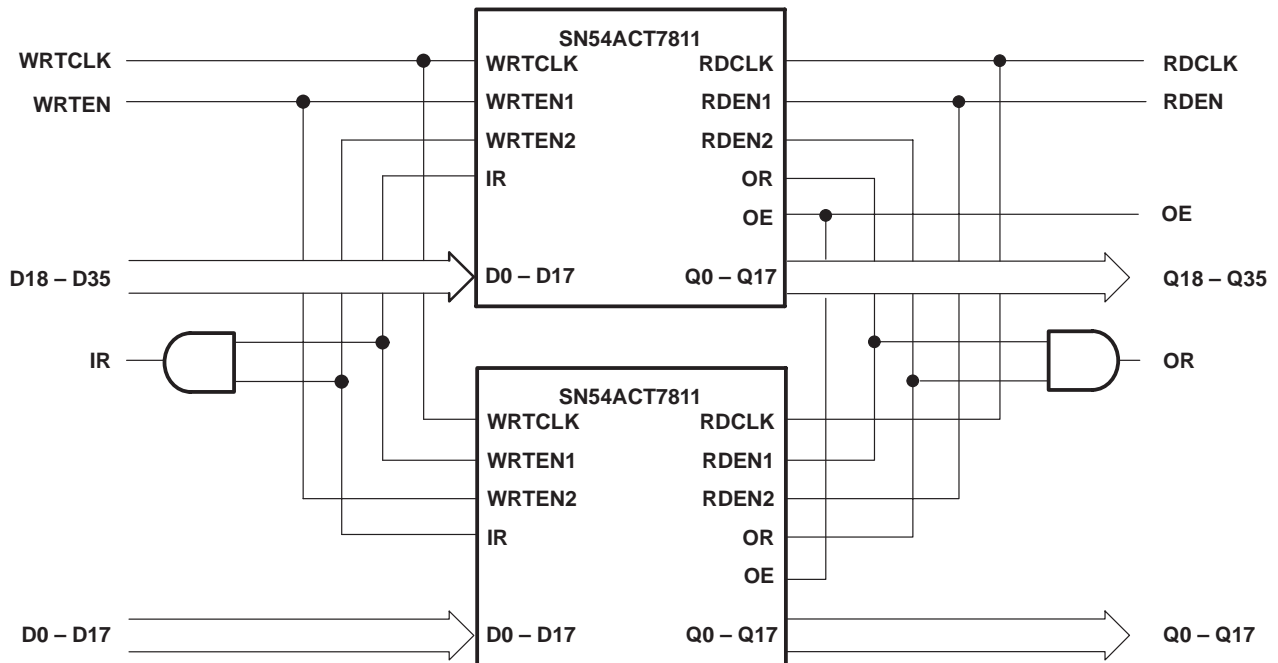 SN54ACT7811
WRTCLK WRTCLK RDCLK RDCLK
WRTEN WRTEN1 RDEN1 RDEN
WRTEN2 RDEN2
IR OR
OE OE
D18 – D35 D0 – D17 Q0 – Q17 Q18 – Q35
IR OR
SN54ACT7811
WRTCLK RDCLK
WRTEN1 RDEN1
WRTEN2 RDEN2
IR OR
OE
D0 – D17 D0 – D17 Q0 – Q17 Q0 – Q17